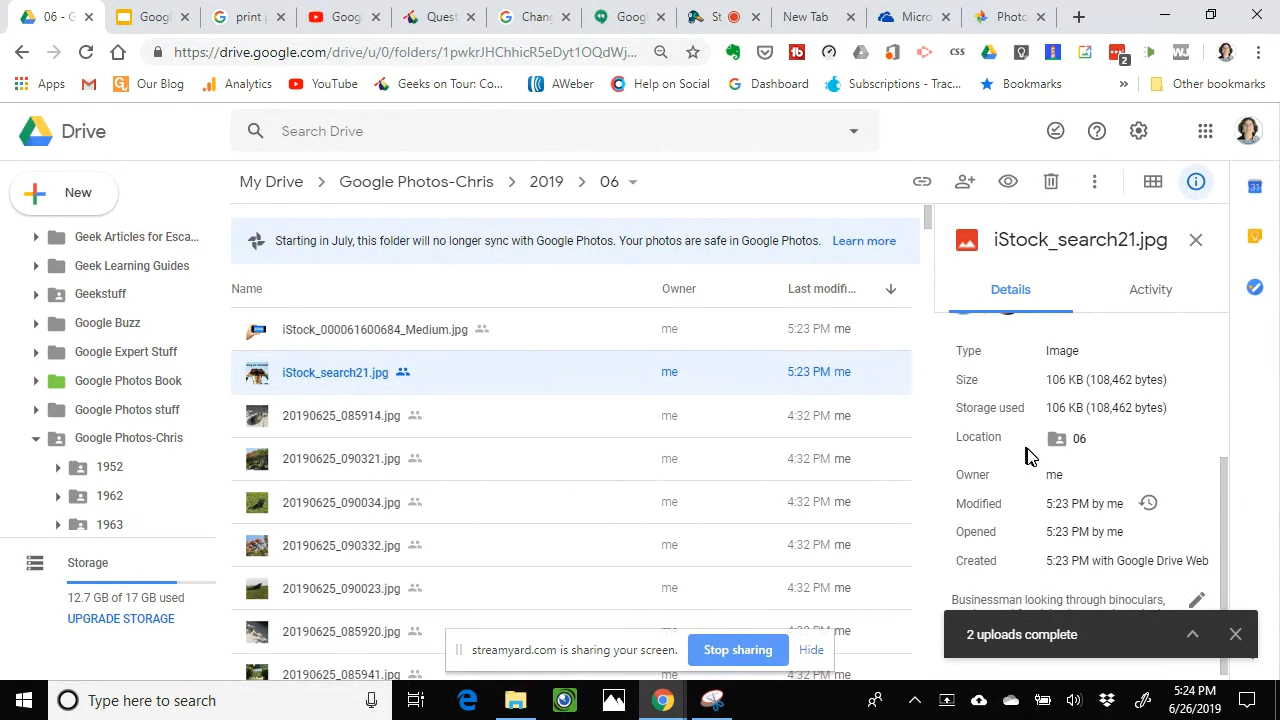 06 - G
Google
print p
Goog
Ques
Chan
Goog
S
New Tab
Micro
Photo
https://drive.google.com/drive/u/0/folders/1pwkrJHChhicR5eDyt1OQdWj...
CSS
2
Apps
Our Blog
Analytics
YouTube
Geeks on Tour: Co...
AWeber
Help on Social
Dashboard
Subscriptions - Trac...
Bookmarks
»
Other bookmarks
Drive
Search Drive
New
My Drive > Google Photos-Chris > 2019 > 06
Geek Articles for Esca...
Geek Learning Guides
Geekstuff
Google Buzz
Google Expert Stuff
Google Photos Book
Google Photos stuff
Google Photos-Chris
1952
1962
1963
Storage
12.7 GB of 17 GB used
UPGRADE STORAGE
Starting in July, this folder will no longer sync with Google Photos. Your photos are safe in Google Photos. Learn more
Name Owner Last modifi...
iStock_000061600684_Medium.jpg me 5:23 PM me
iStock_search21.jpg me 5:23 PM me
20190625_085914.jpg me 4:32 PM me
20190625_090321.jpg me 4:32 PM me
20190625_090034.jpg me 4:32 PM me
20190625_090332.jpg me 4:32 PM me
20190625_090023.jpg me 4:32 PM me
20190625_085920.jpg me
20190625_085941.jpg me
iStock_search21.jpg
Details Activity
Type Image
Size 106 KB (108,462 bytes)
Storage used 106 KB (108,462 bytes)
Location 06
Owner me
Modified 5:23 PM by me
Opened 5:23 PM by me
Created 5:23 PM with Google Drive Web
Businessman looking through binoculars,
2 uploads complete
31
streamyard.com is sharing your screen. Stop sharing Hide
Type here to search
5:24 PM
6/26/2019